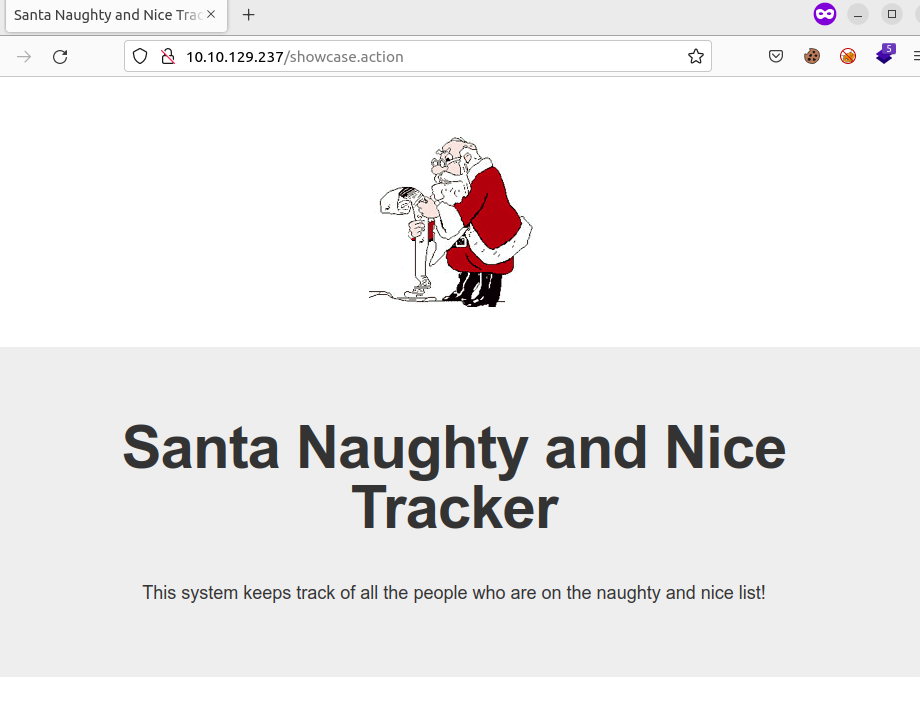 Santa Naughty and Nice Trac
10.10.129.237/showcase.action
5
Santa Naughty and Nice
Tracker
This system keeps track of all the people who are on the naughty and nice list!